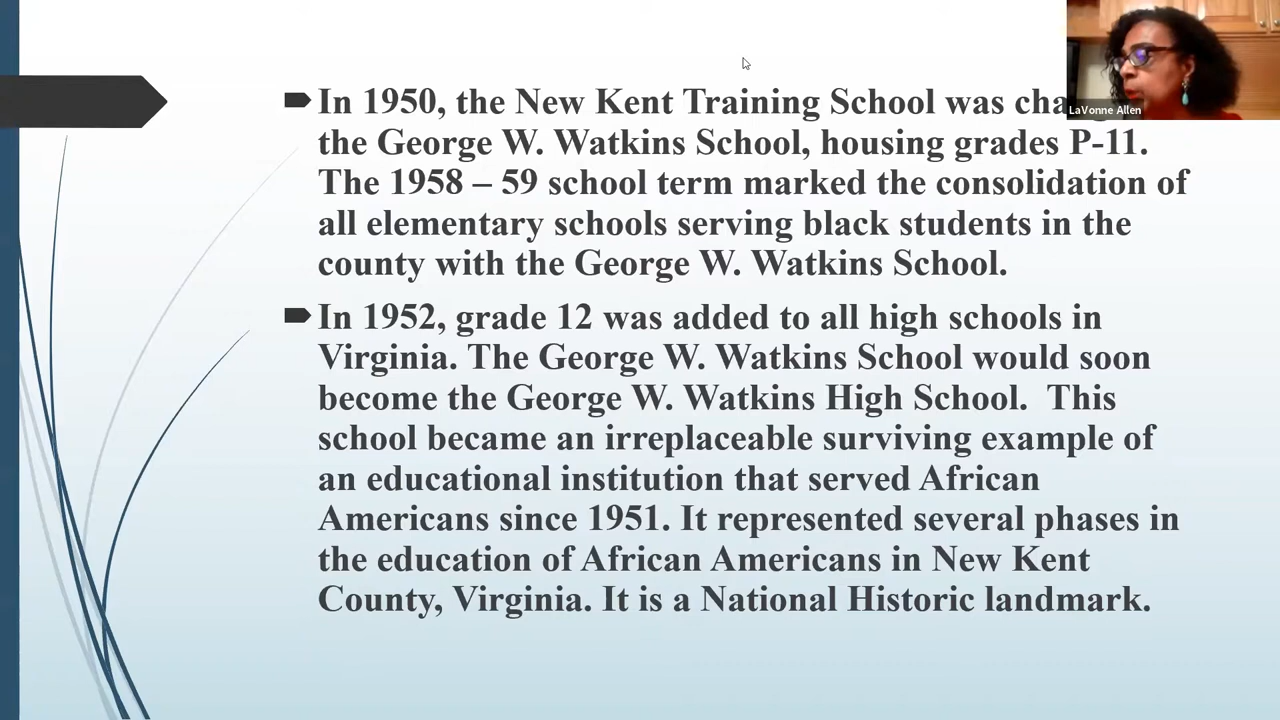 In 1950, the New Kent Training School was
LaVonne Allen
the George W. Watkins School, housing grades P-11.
The 1958 – 59 school term marked the consolidation of
all elementary schools serving black students in the
county with the George W. Watkins School.
In 1952, grade 12 was added to all high schools in
Virginia. The George W. Watkins School would soon
become the George W. Watkins High School. This
school became an irreplaceable surviving example of
an educational institution that served African
Americans since 1951. It represented several phases in
the education of African Americans in New Kent
County, Virginia. It is a National Historic landmark.